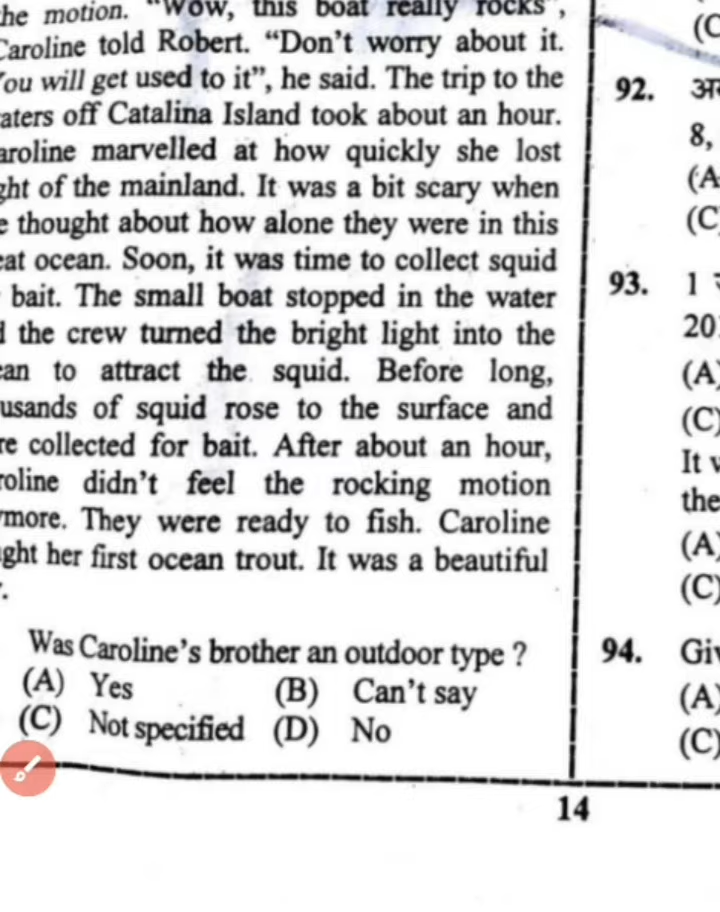 he motion. "Wow, this boat really rocks",
Caroline told Robert. "Don't worry about it.
You will get used to it", he said. The trip to the
aters off Catalina Island took about an hour.
aroline marvelled at how quickly she lost
ght of the mainland. It was a bit scary when
e thought about how alone they were in this
eat ocean. Soon, it was time to collect squid
bait. The small boat stopped in the water
d the crew turned the bright light into the
ean to attract the squid. Before long,
usands of squid rose to the surface and
re collected for bait. After about an hour,
roline didn't feel the rocking motion
ymore. They were ready to fish. Caroline
ght her first ocean trout. It was a beautiful
Was Caroline's brother an outdoor type ?
(A) Yes (B) Can't say
(C) Not specified (D) No
(C
92.
8,
(A
(C
93. 1
20
(A)
(C)
It w
the
(A)
(C)
94. Giv
(A)
(C)
14